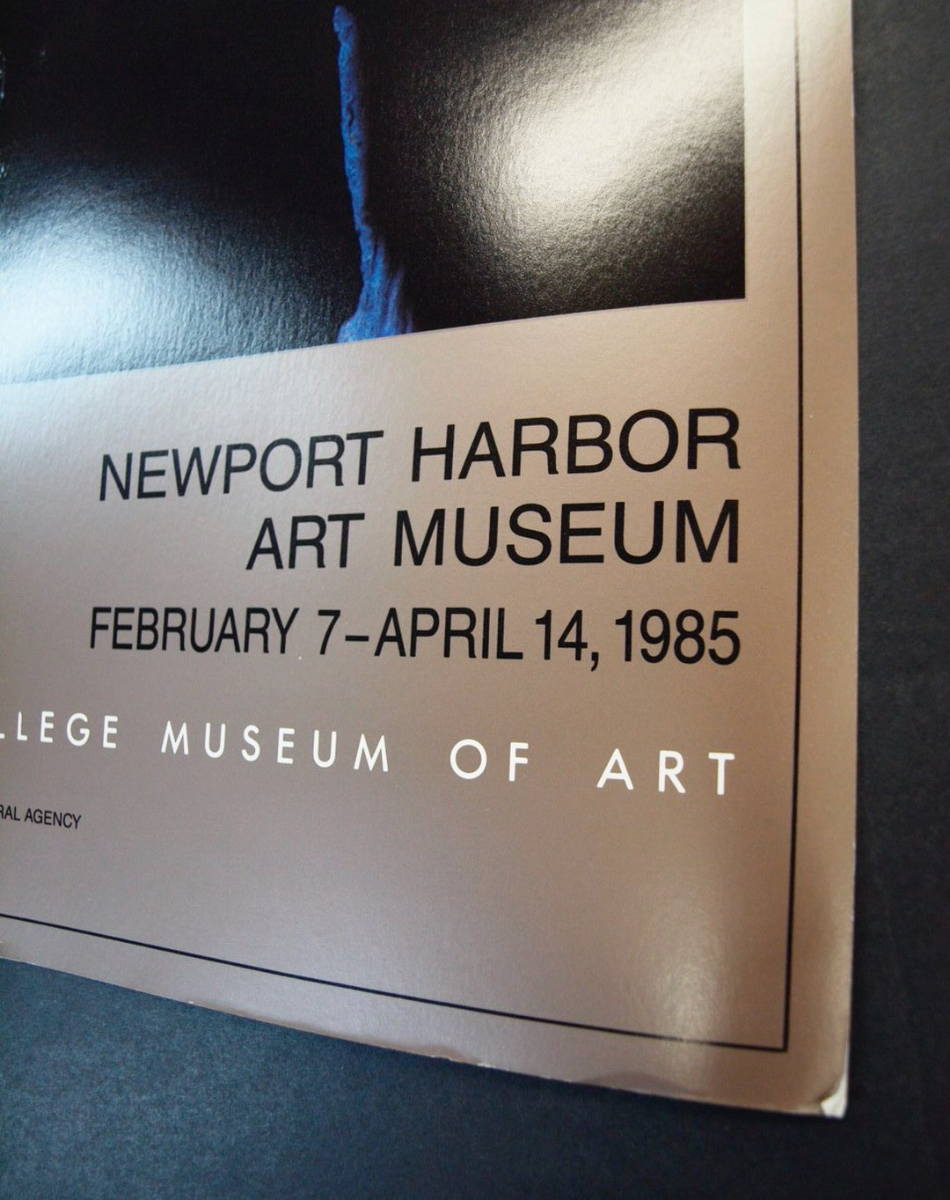 NEWPORT HARBOR
ART MUSEUM
FEBRUARY 7–APRIL 14, 1985
LLEGE MUSEUM OF ART
RAL AGENCY